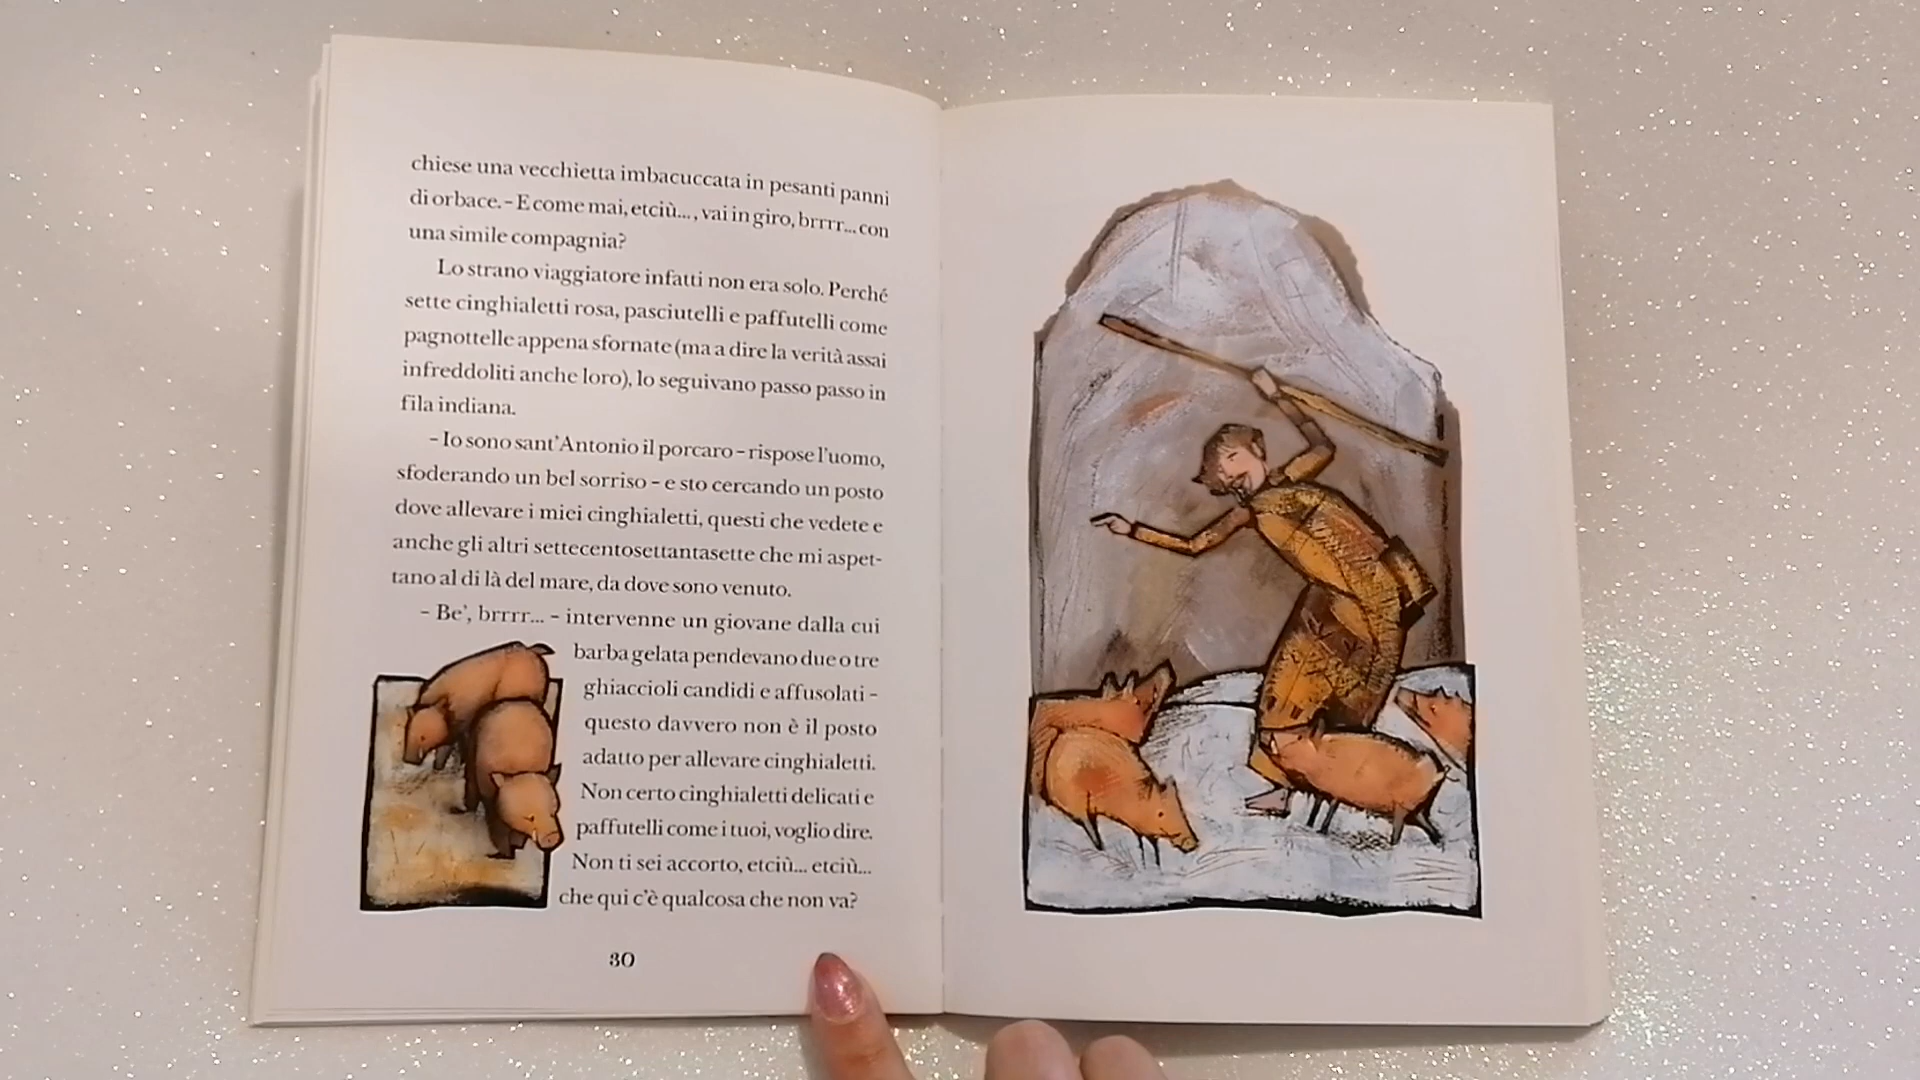 chiese una vecchietta imbacuccata in pesanti panni
di orbace. – E come mai, etciù..., vai in giro, brrrr... con
una simile compagnia?
Lo strano viaggiatore infatti non era solo. Perché
sette cinghialetti rosa, pasciutelli e paffutelli come
pagnottelle appena sfornate (ma a dire la verità assai
infreddoliti anche loro), lo seguivano passo passo in
fila indiana.
– Io sono sant'Antonio il porcaro – rispose l'uomo,
sfoderando un bel sorriso – e sto cercando un posto
dove allevare i miei cinghialetti, questi che vedete e
anche gli altri settecentosettantasette che mi aspet-
tano al di là del mare, da dove sono venuto.
– Be', brrrr... – intervenne un giovane dalla cui
barba gelata pendevano due o tre
ghiaccioli candidi e affusolati –
questo davvero non è il posto
adatto per allevare cinghialetti.
Non certo cinghialetti delicati e
paffutelli come i tuoi, voglio dire.
Non ti sei accorto, etciù... etciù...
che qui c'è qualcosa che non va?
30